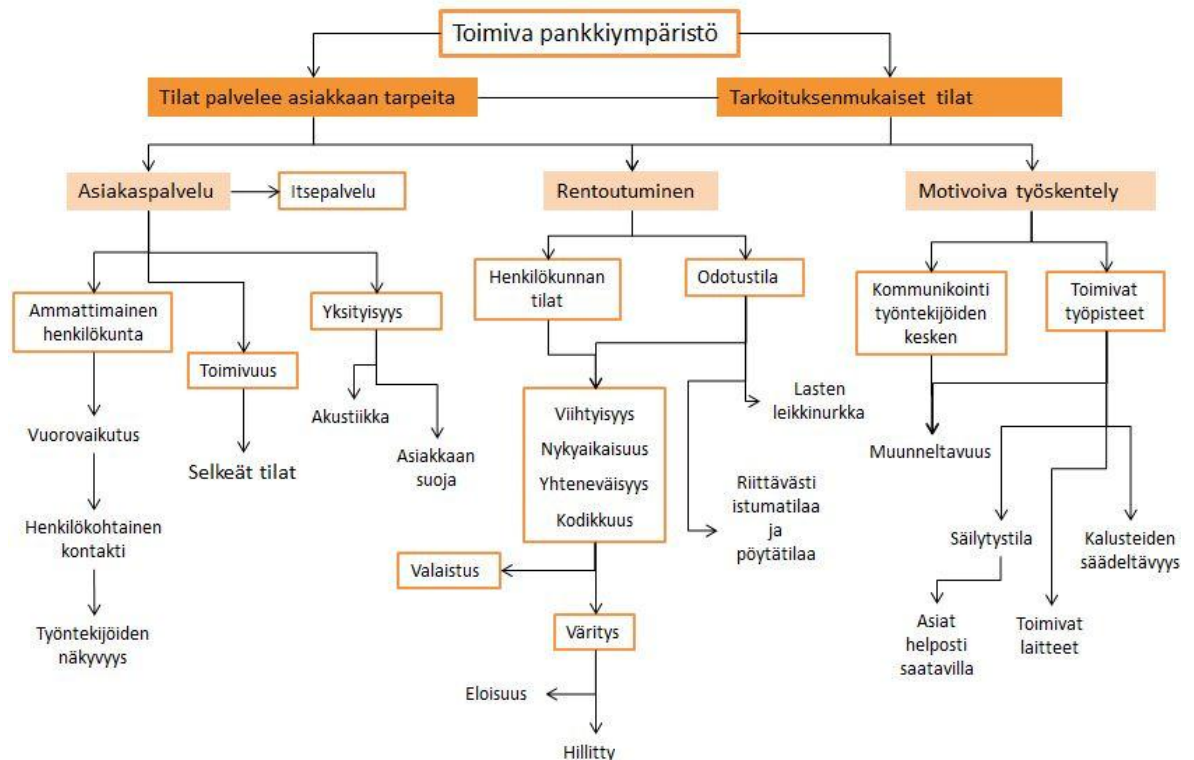 Toimiva pankkiympäristö
Tilat palvelee asiakkaan tarpeita
Tarkoituksenmukaiset tilat
Asiakaspalvelu
Itsepalvelu
Rentoutuminen
Motivoiva työskentely
Ammattimainen
henkilökunta
Toimivuus
Yksityisyys
Henkilökunnan
tilat
Odotustila
Kommunikointi
työntekijöiden
kesken
Toimivat
työpisteet
Vuorovaikutus
Selkeät tilat
Akustiikka
Asiakkaan
suoja
Viihtyisyys
Nykyaikaisuus
Yhteneväisyys
Kodikkuus
Lasten
leikkinurkka
Riittävästi
istumatilaa
ja
pöytätilaa
Muunneltavuus
Henkilökohtainen
kontakti
Valaistus
Säilytystila
Kalusteiden
säädeltävyys
Työntekijöiden
näkyvyys
Väritys
Asiat
helposti
saatavilla
Toimivat
laitteet
Eloisuus
Hillitty